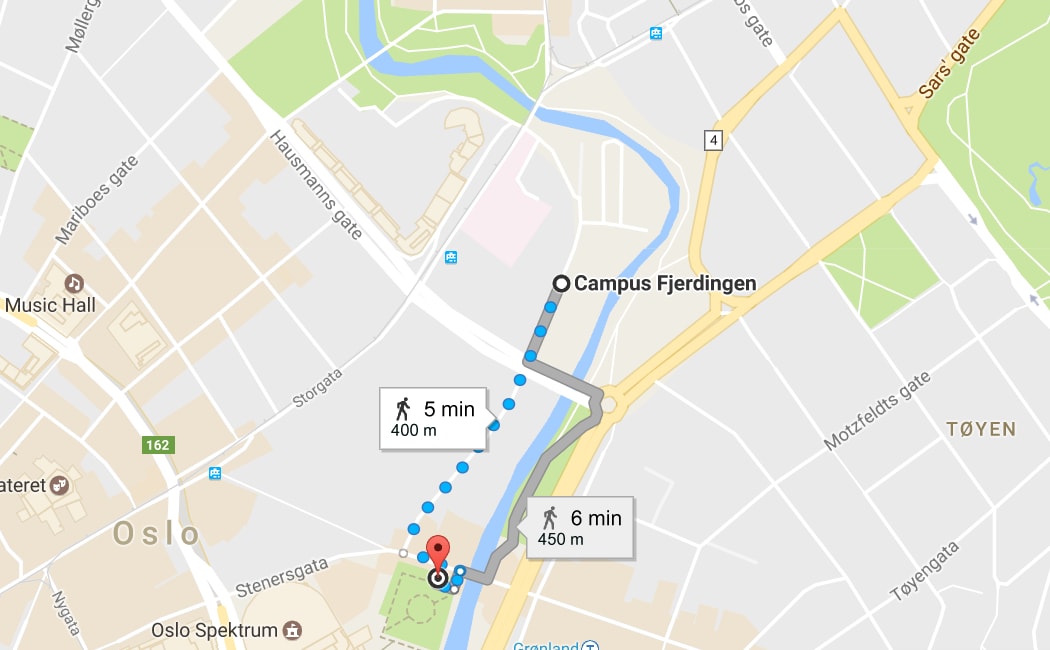 Møllerg
bs gate
Sars' gate
4
Hausmanns gate
Mariboes gate
Campus Fjerdingen
Music Hall
Storgata
5 min
400 m
Motzfeldts gate
TØYEN
162
ateret
6 min
450 m
Oslo
Stenersgata
Tøyengata
Nygata
Oslo Spektrum
Grønland T